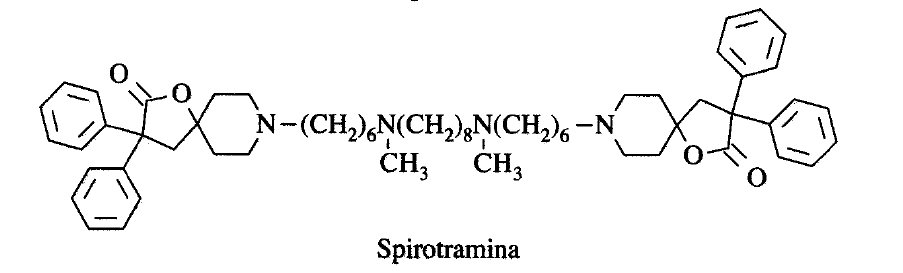 O
O
N–(CH₂)₆N(CH₂)₈N(CH₂)₆–N
CH₃ CH₃
O
O
Spirotramina